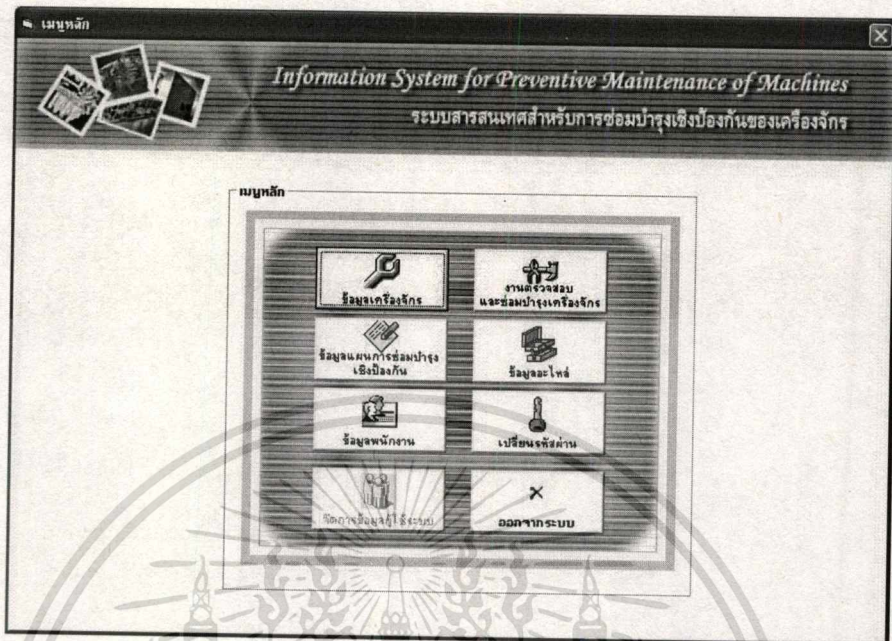 เมนูหลัก
Information System for Preventive Maintenance of Machines
ระบบสารสนเทศสำหรับการซ่อมบำรุงเชิงป้องกันของเครื่องจักร
เมนูหลัก
ข้อมูลเครื่องจักร
งานตรวจสอบ
และซ่อมบำรุงเครื่องจักร
ข้อมูลแผนการซ่อมบำรุง
เชิงป้องกัน
ข้อมูลอะไหล่
ข้อมูลพนักงาน
เปลี่ยนรหัสผ่าน
จัดการข้อมูลผู้ใช้ระบบ
ออกจากระบบ